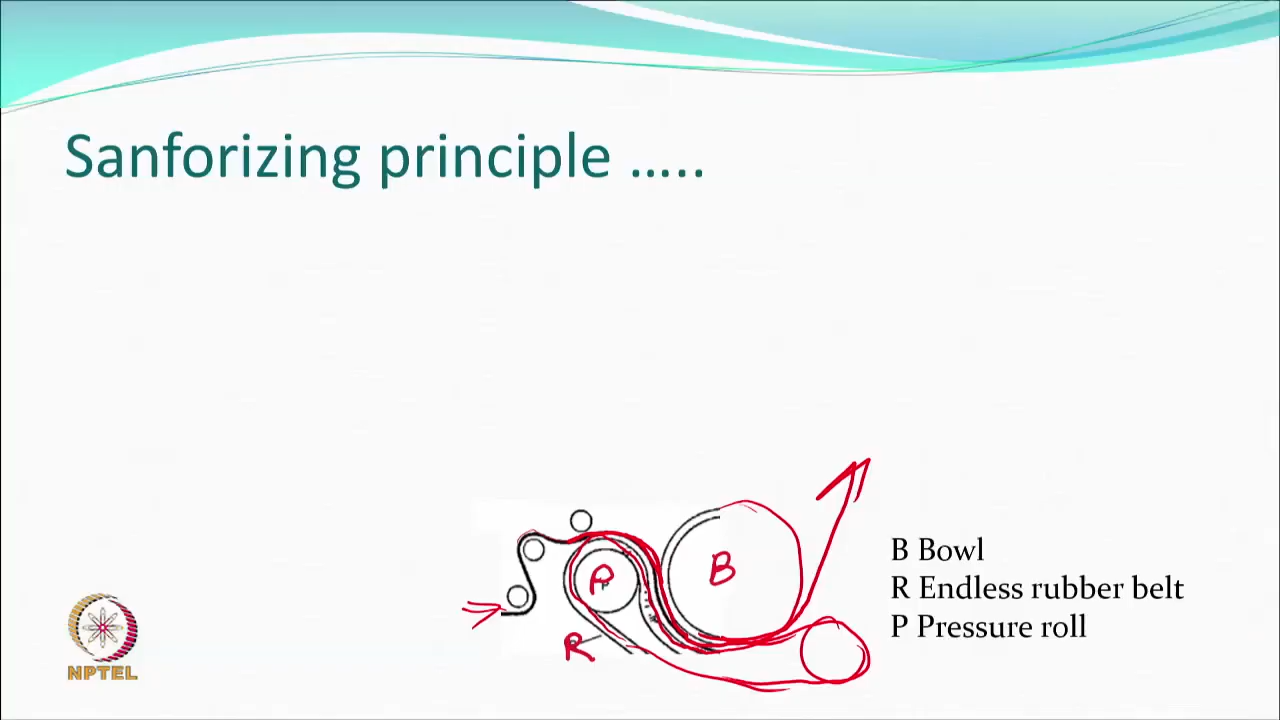 Sanforizing principle …..
P
P
B
R
B Bowl
R Endless rubber belt
P Pressure roll
NPTEL